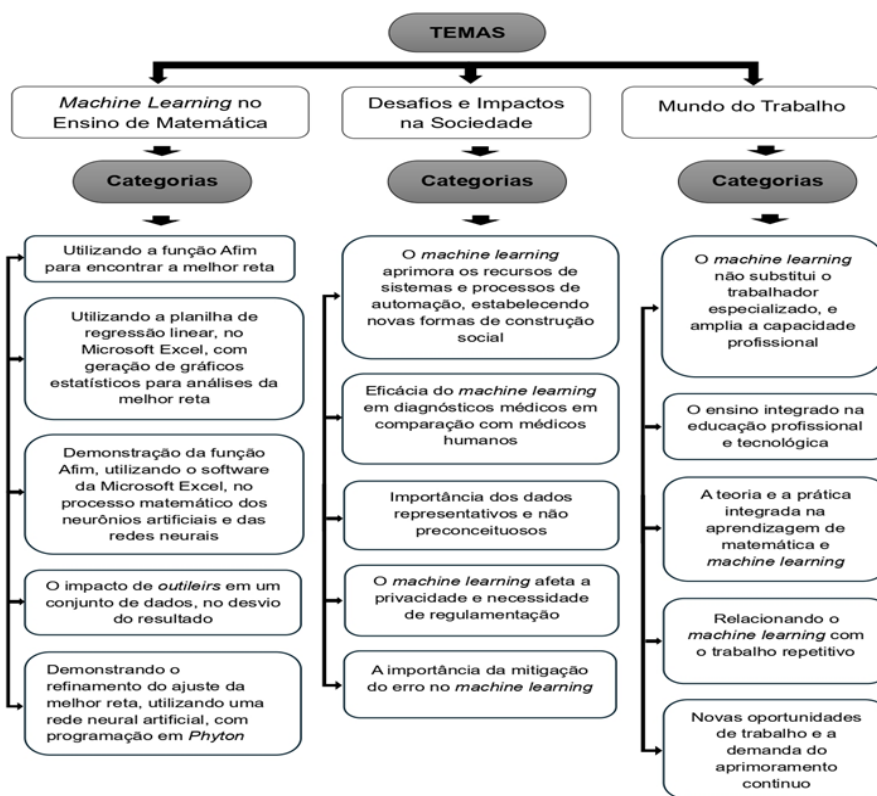 TEMAS
Machine Learning no
Ensino de Matemática
Desafios e Impactos
na Sociedade
Mundo do Trabalho
Categorias
Categorias
Categorias
Utilizando a função Afim
para encontrar a melhor reta
Utilizando a planilha de
regressão linear, no
Microsoft Excel, com
geração de gráficos
estatísticos para análises da
melhor reta
Demonstração da função
Afim, utilizando o software
da Microsoft Excel, no
processo matemático dos
neurônios artificiais e das
redes neurais
O impacto de outileirs em um
conjunto de dados, no desvio
do resultado
Demonstrando o
refinamento do ajuste da
melhor reta, utilizando uma
rede neural artificial, com
programação em Phyton
O machine learning
aprimora os recursos de
sistemas e processos de
automação, estabelecendo
novas formas de construção
social
Eficácia do machine learning
em diagnósticos médicos em
comparação com médicos
humanos
Importância dos dados
representativos e não
preconceituosos
O machine learning afeta a
privacidade e necessidade
de regulamentação
A importância da mitigação
do erro no machine learning
O machine learning
não substitui o
trabalhador
especializado, e
amplia a capacidade
profissional
O ensino integrado na
educação profissional
e tecnológica
A teoria e a prática
integrada na
aprendizagem de
matemática e
machine learning
Relacionando o
machine learning com
o trabalho repetitivo
Novas oportunidades
de trabalho e a
demanda do
aprimoramento
continuo